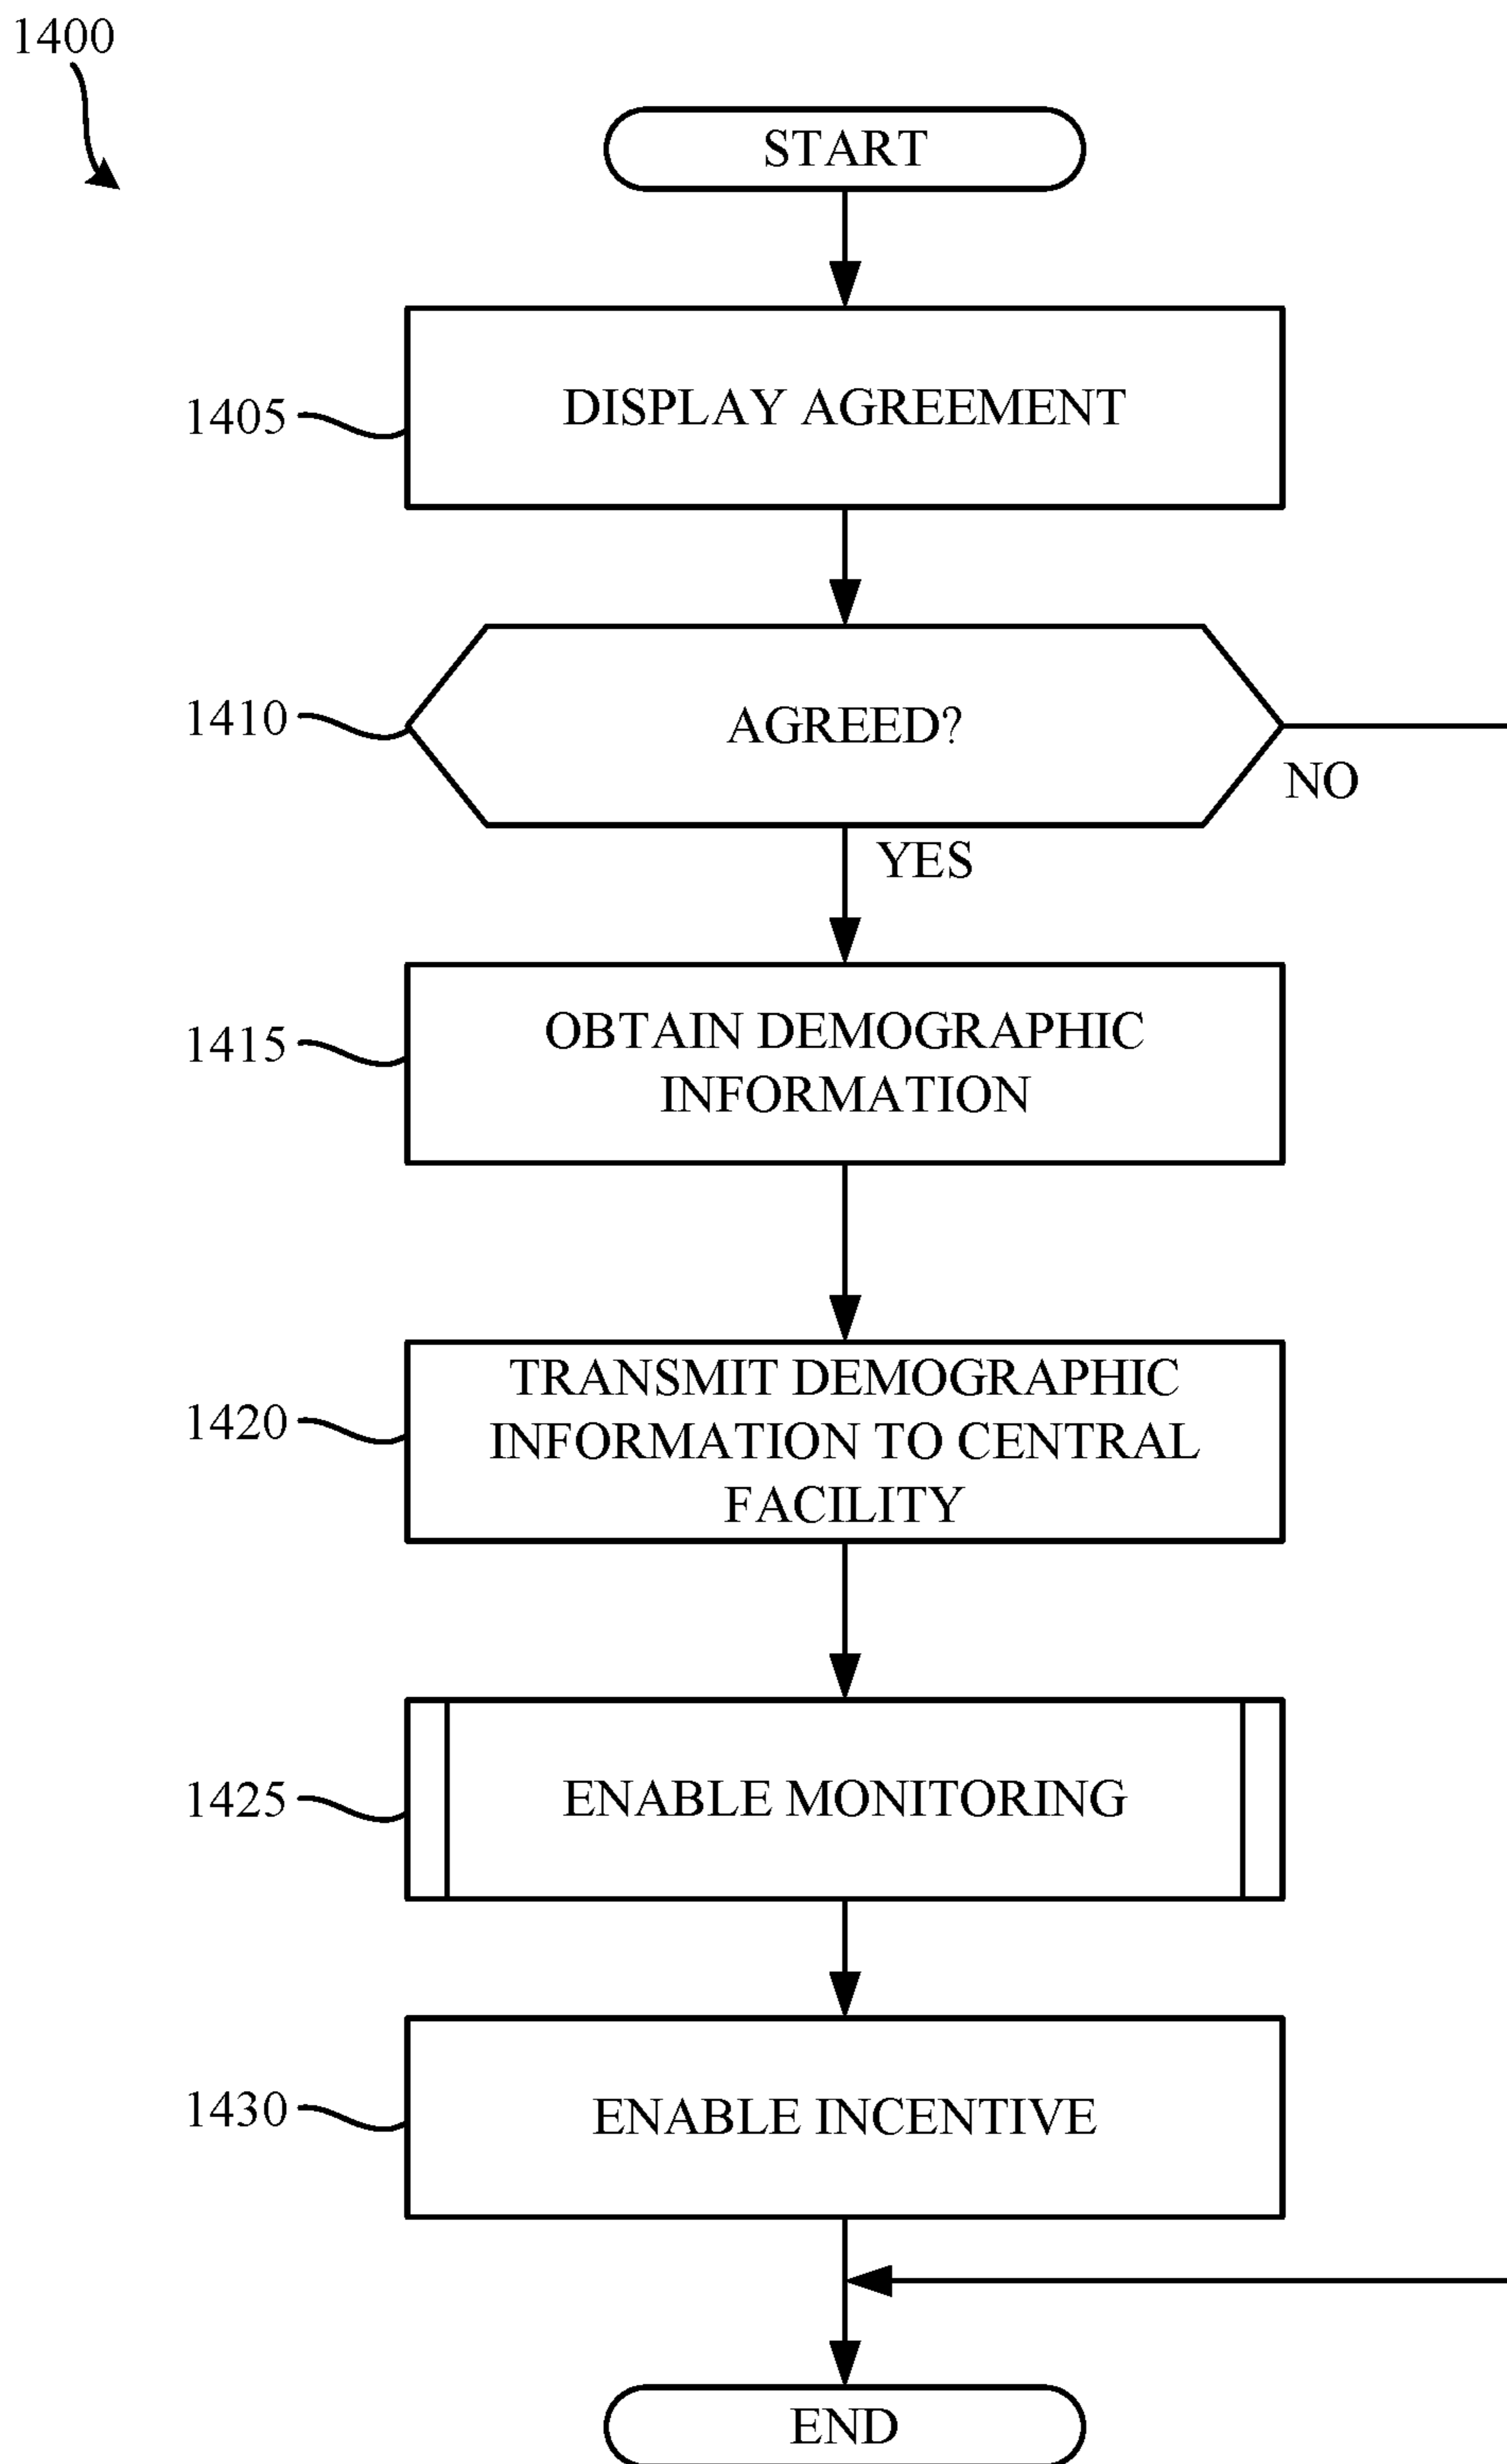 1400
START
1405
DISPLAY AGREEMENT
1410
AGREED?
NO
YES
1415
OBTAIN DEMOGRAPHIC
INFORMATION
1420
TRANSMIT DEMOGRAPHIC
INFORMATION TO CENTRAL
FACILITY
1425
ENABLE MONITORING
1430
ENABLE INCENTIVE
END